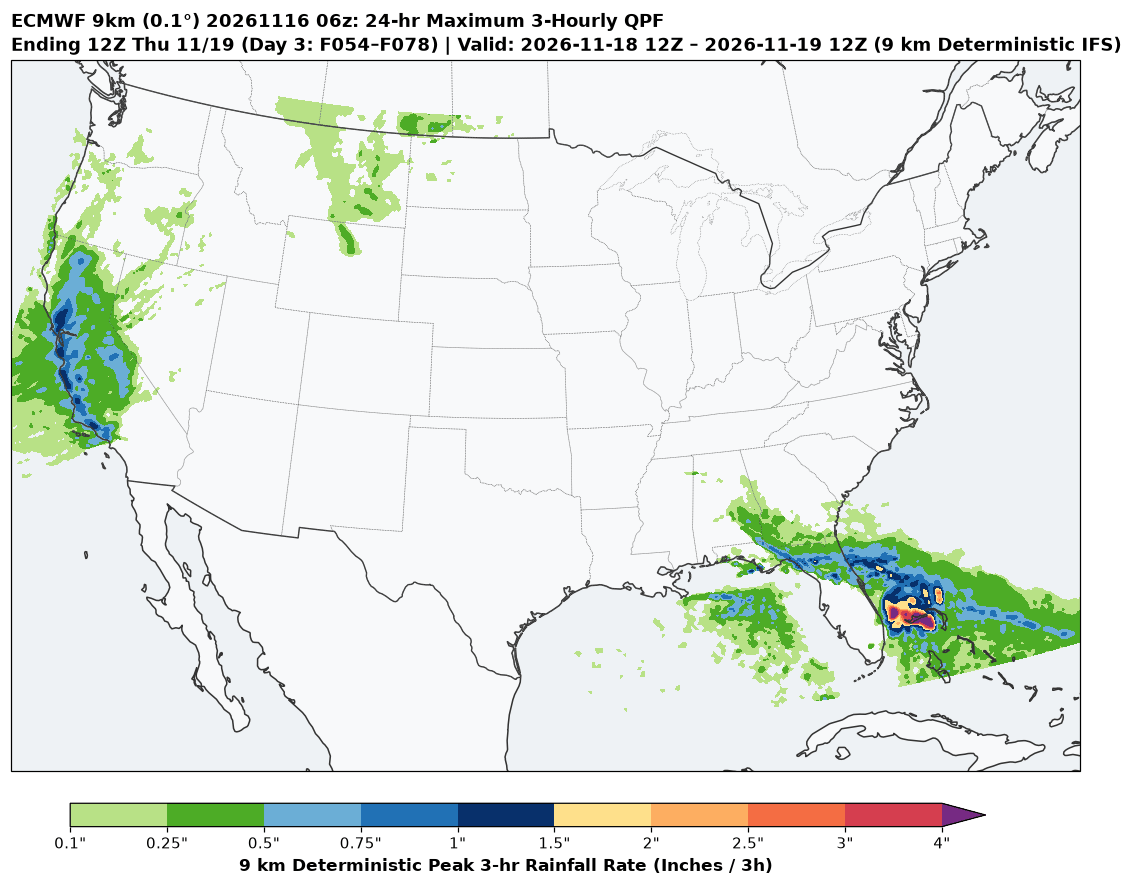 ECMWF 9km (0.1°) 20261116 06z: 24-hr Maximum 3-Hourly QPF
Ending 12Z Thu 11/19 (Day 3: F054–F078) | Valid: 2026-11-18 12Z – 2026-11-19 12Z (9 km Deterministic IFS)
0.1" 0.25" 0.5" 0.75" 1" 1.5" 2" 2.5" 3" 4"
9 km Deterministic Peak 3-hr Rainfall Rate (Inches / 3h)